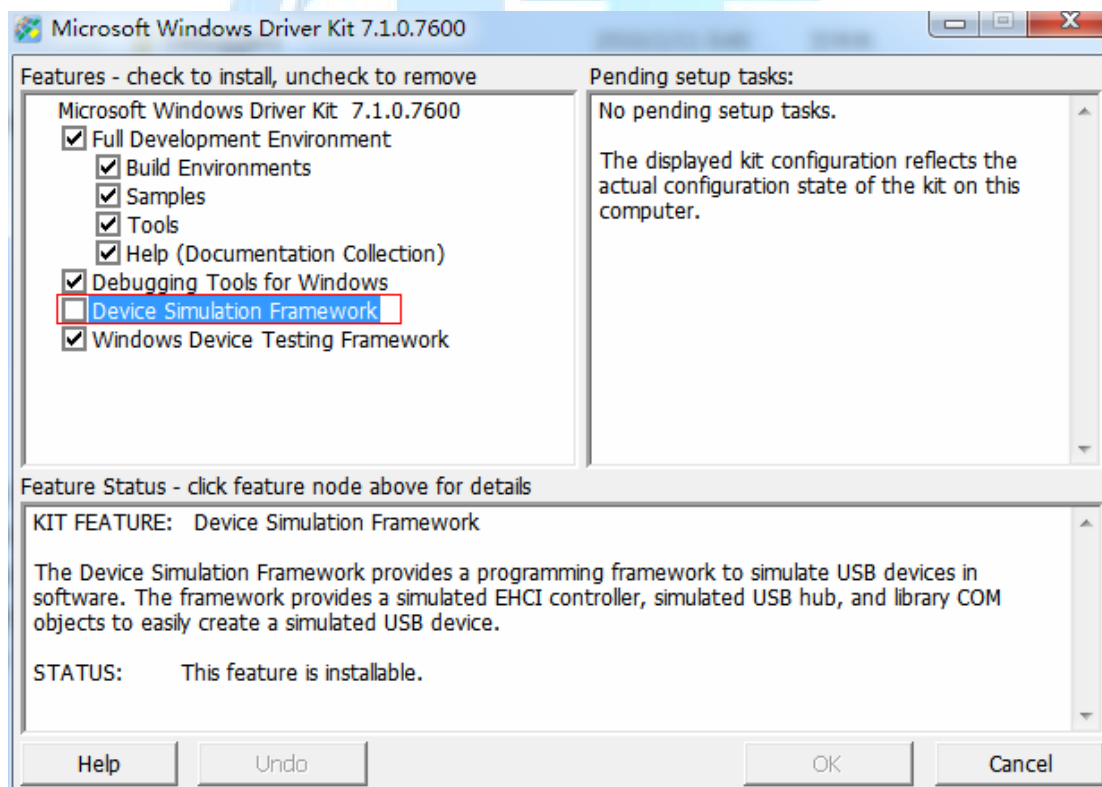 Microsoft Windows Driver Kit 7.1.0.7600
Features - check to install, uncheck to remove
Pending setup tasks:
Microsoft Windows Driver Kit 7.1.0.7600
Full Development Environment
Build Environments
Samples
Tools
Help (Documentation Collection)
Debugging Tools for Windows
Device Simulation Framework
Windows Device Testing Framework
No pending setup tasks.
The displayed kit configuration reflects the
actual configuration state of the kit on this
computer.
Feature Status - click feature node above for details
KIT FEATURE: Device Simulation Framework
The Device Simulation Framework provides a programming framework to simulate USB devices in
software. The framework provides a simulated EHCI controller, simulated USB hub, and library COM
objects to easily create a simulated USB device.
STATUS: This feature is installable.
Help
Undo
OK
Cancel